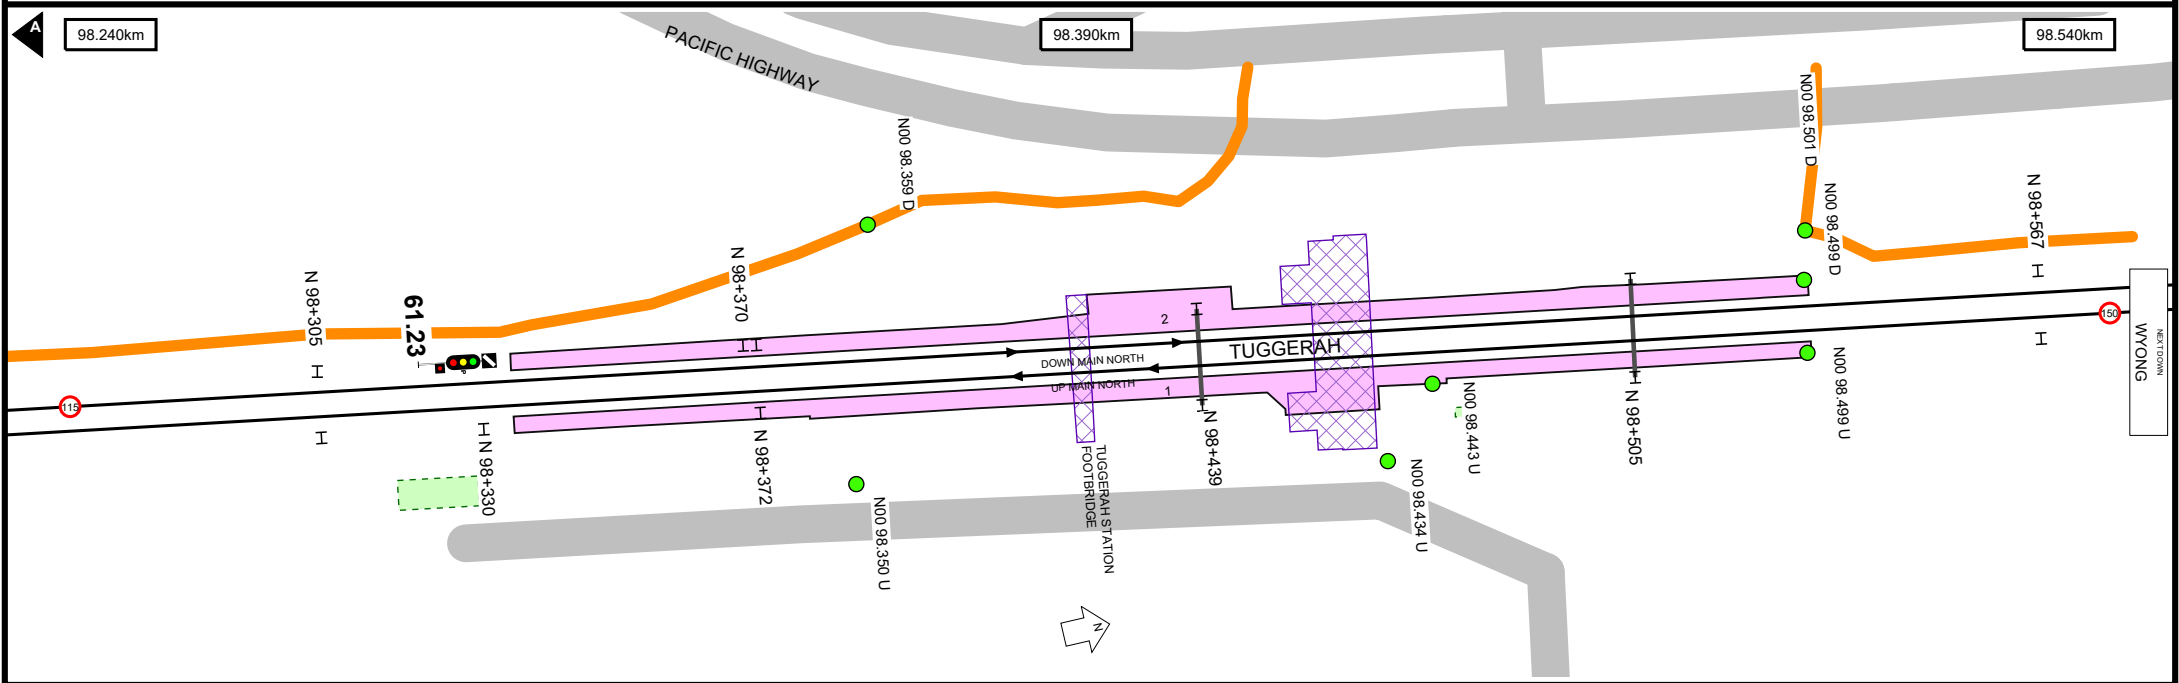 A
98.240km
98.390km
98.540km
PACIFIC HIGHWAY
N00 98.359 D
N00 98.501 D
N00 98.499 D
N 98+567
N 98+305
61.23
N 98+370
2
DOWN MAIN NORTH
TUGGERAH
UP MAIN NORTH
1
115
150
NEXT DOWN
WYONG
N 98+330
N 98+372
N00 98.350 U
TUGGERAH STATION
FOOTBRIDGE
N 98+439
N00 98.434 U
N00 98.443 U
N 98+505
N00 98.499 U
N